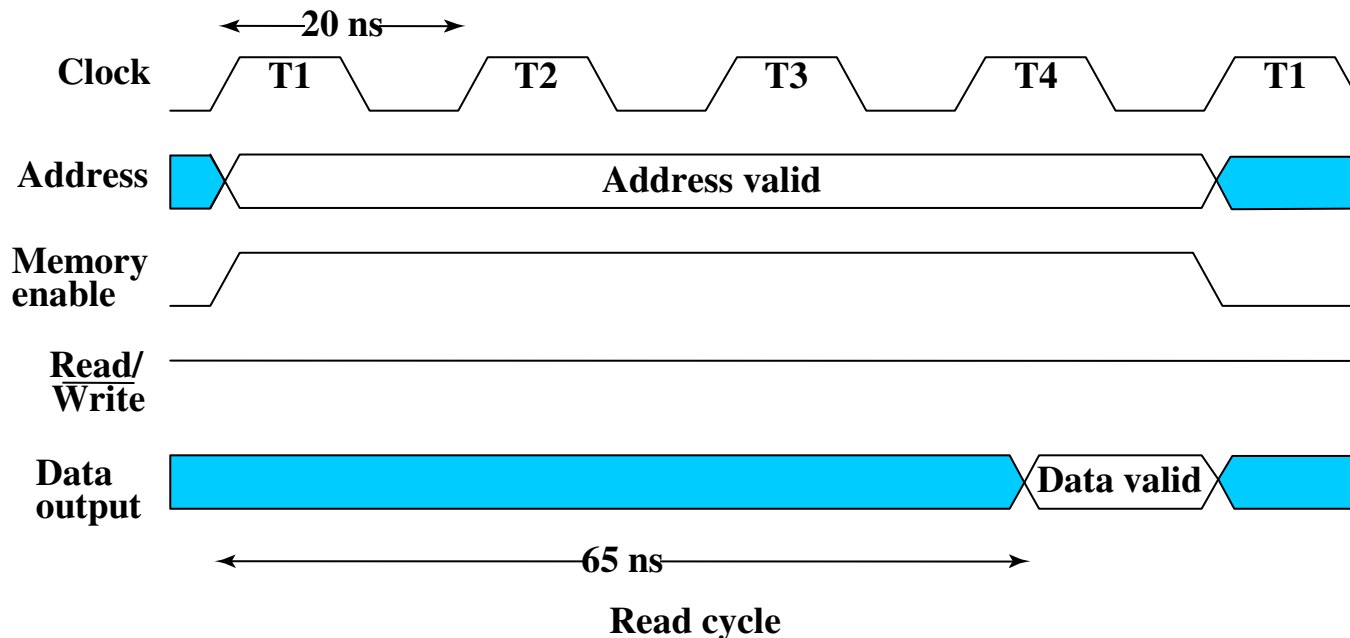 20 ns
Clock
T1 T2 T3 T4 T1
Address
Address valid
Memory
enable
Read/
Write
Data
output
Data valid
65 ns
Read cycle